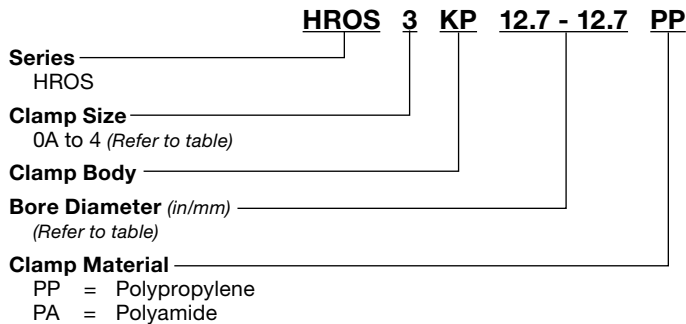 HROS 3 KP 12.7 - 12.7 PP
Series
HROS
Clamp Size
0A to 4 (Refer to table)
Clamp Body
Bore Diameter (in/mm)
(Refer to table)
Clamp Material
PP = Polypropylene
PA = Polyamide